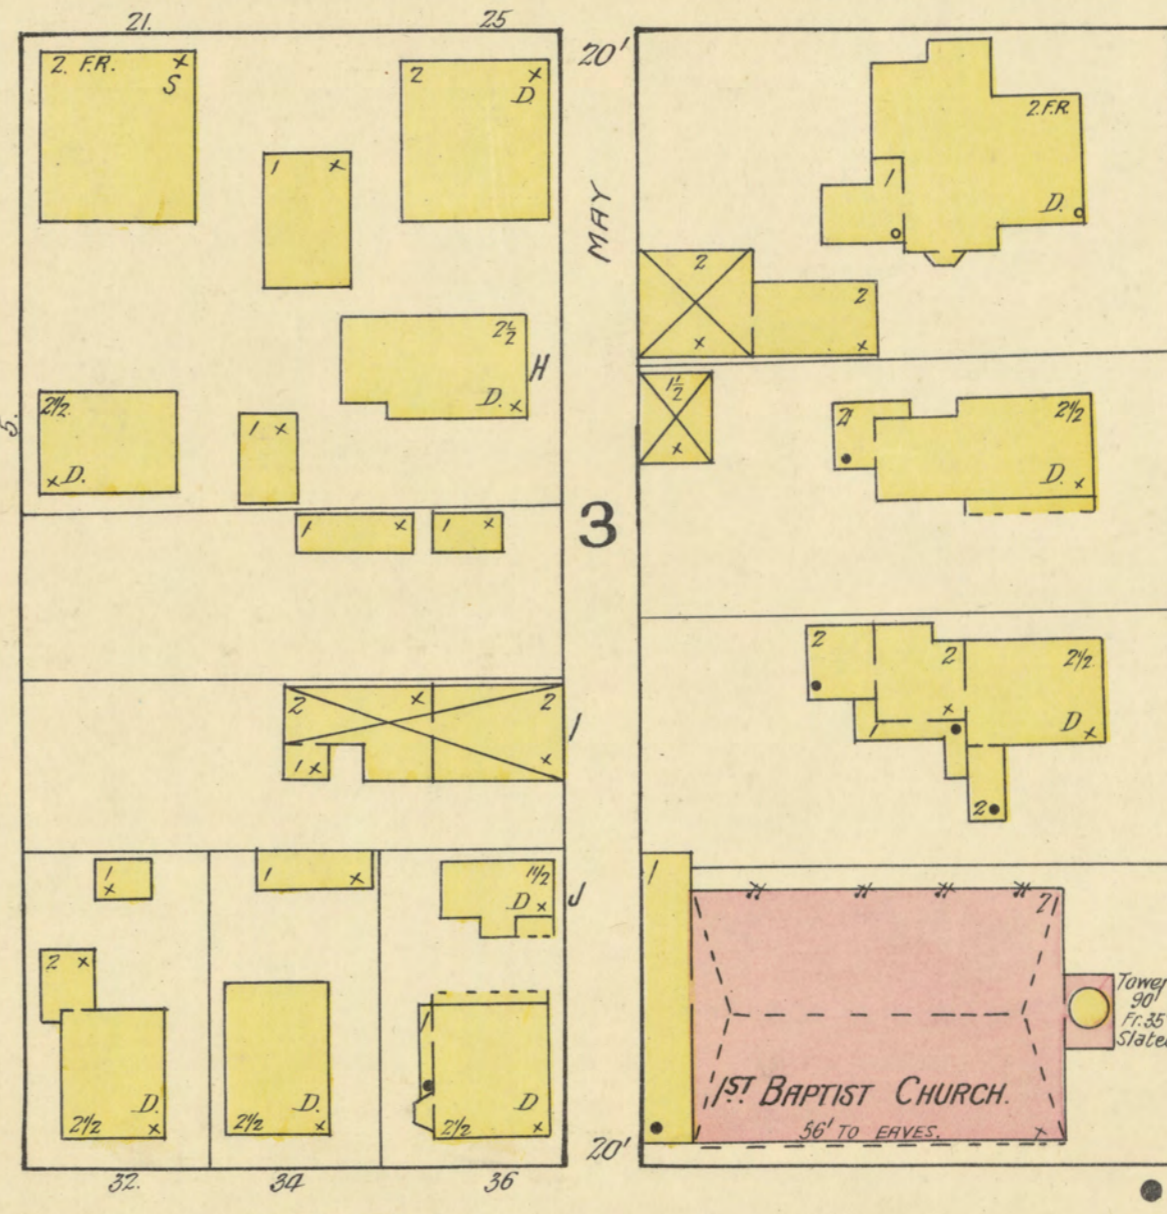 21. 25
20'
2. F.R. x
S
2 x
D.
1 x
MAY
2.F.R.
1
D.
2
x
2
x
2½
H
D. x
1½
x
2½
x D.
1 x
2
2½
D. x
5.
3
1 x
1 x
2
2
2½
x
D x
1
2
2 x 2
1
1 x x
1
x
1 x
1½
D x
J
1
2
Tower
90'
Fr. 35
Slated
2 x
1
1ST BAPTIST CHURCH.
56' TO EAVES.
x
D.
2½ x
D.
2½ x
D
2½ x
20'
32. 34 36